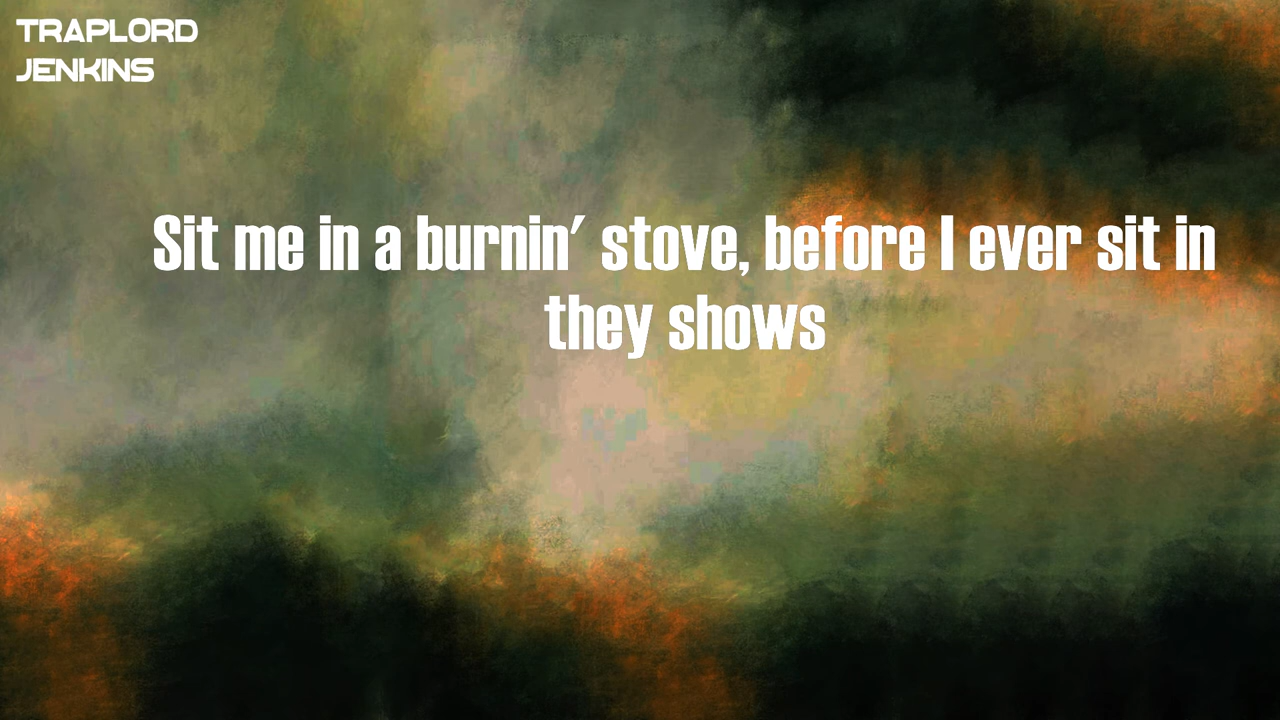 TRAPLORD
JENKINS
Sit me in a burnin' stove, before I ever sit in
they shows